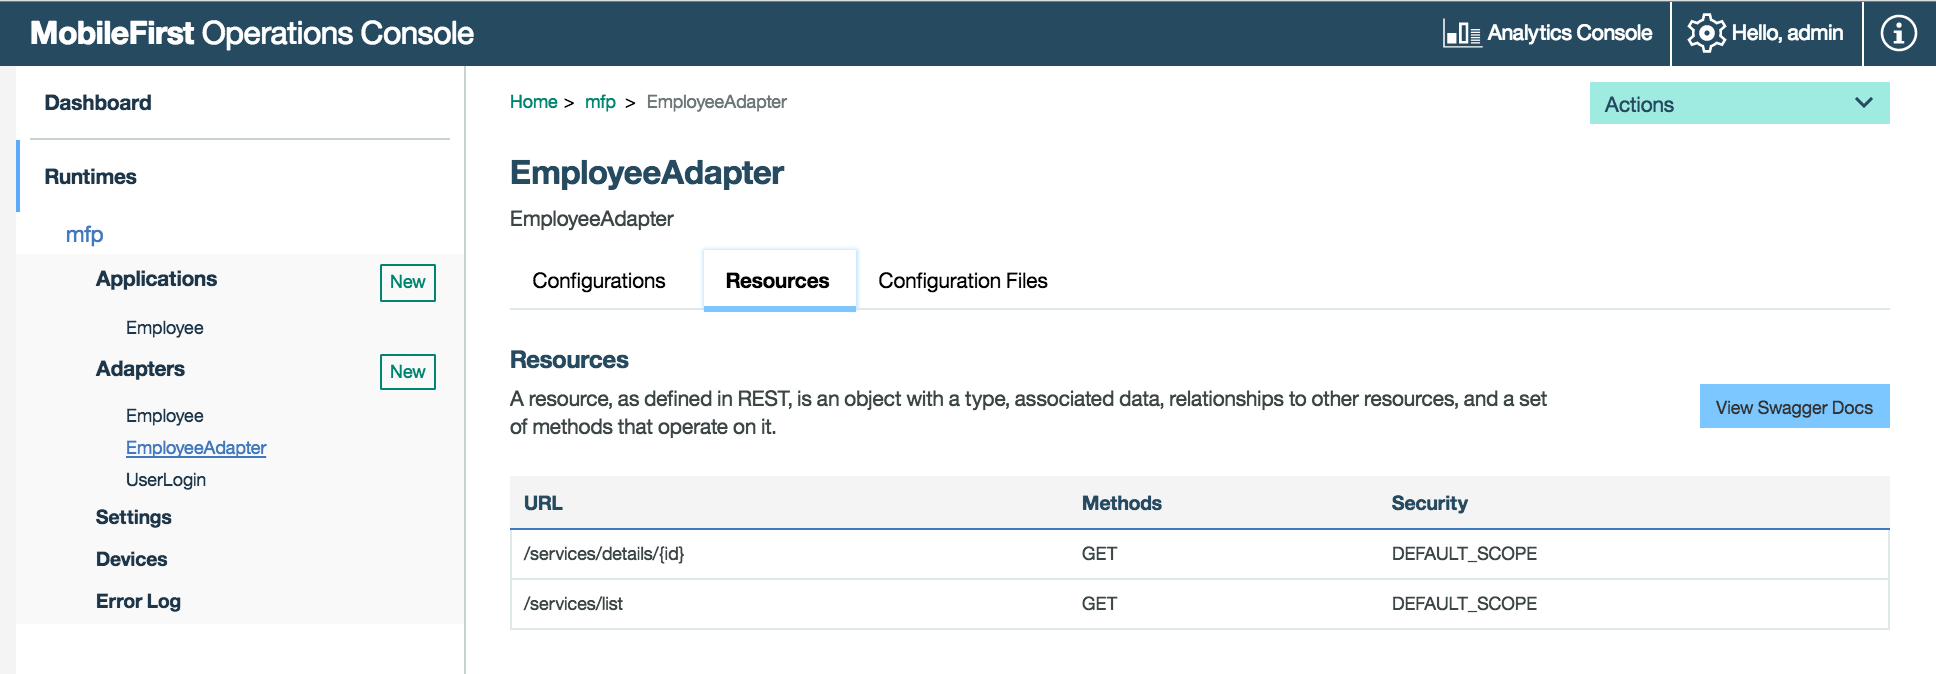 MobileFirst Operations Console
Analytics Console
Hello, admin
Dashboard
Runtimes
mfp
Applications
New
Employee
Adapters
New
Employee
EmployeeAdapter
UserLogin
Settings
Devices
Error Log
Home > mfp > EmployeeAdapter
Actions
EmployeeAdapter
EmployeeAdapter
Configurations
Resources
Configuration Files
Resources
A resource, as defined in REST, is an object with a type, associated data, relationships to other resources, and a set
of methods that operate on it.
View Swagger Docs
URL Methods Security
/services/details/{id} GET DEFAULT_SCOPE
/services/list GET DEFAULT_SCOPE